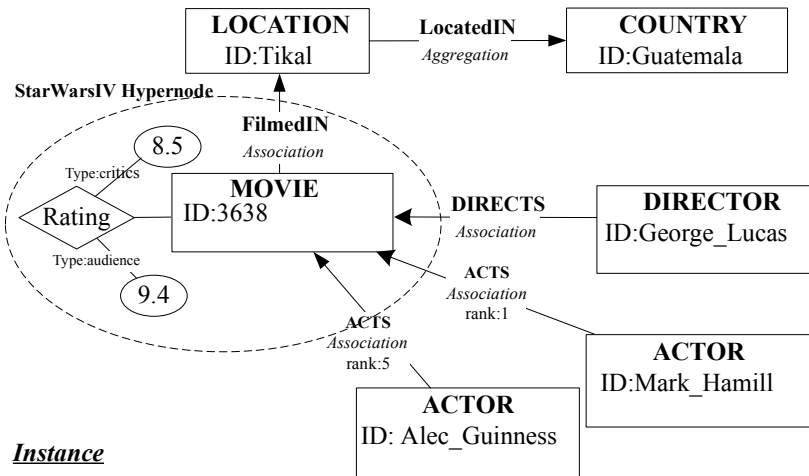 LOCATION
ID:Tikal
LocatedIN
Aggregation
COUNTRY
ID:Guatemala
StarWarsIV Hypernode
FilmedIN
Association
8.5
Type:critics
Rating
Type:audience
9.4
MOVIE
ID:3638
DIRECTS
Association
DIRECTOR
ID:George_Lucas
ACTS
Association
rank:1
ACTS
Association
rank:5
ACTOR
ID:Mark_Hamill
ACTOR
ID: Alec_Guinness
Instance